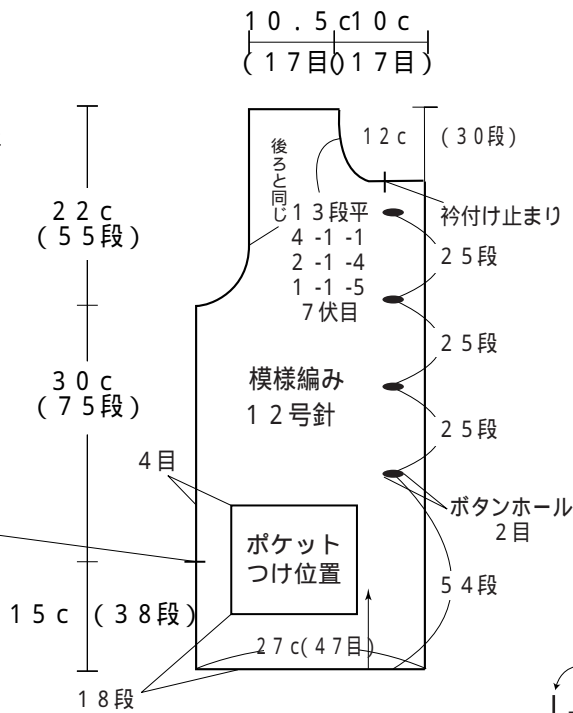 10.5c 10c
(17目)(17目)
12c (30段)
後ろと同じ
22c
(55段)
13段平
4-1-1
2-1-4
1-1-5
7伏目
衿付け止まり
25段
25段
30c
(75段)
模様編み
12号針
25段
4目
ボタンホール
2目
ポケット
つけ位置
54段
15c (38段)
27c(47目)
18段